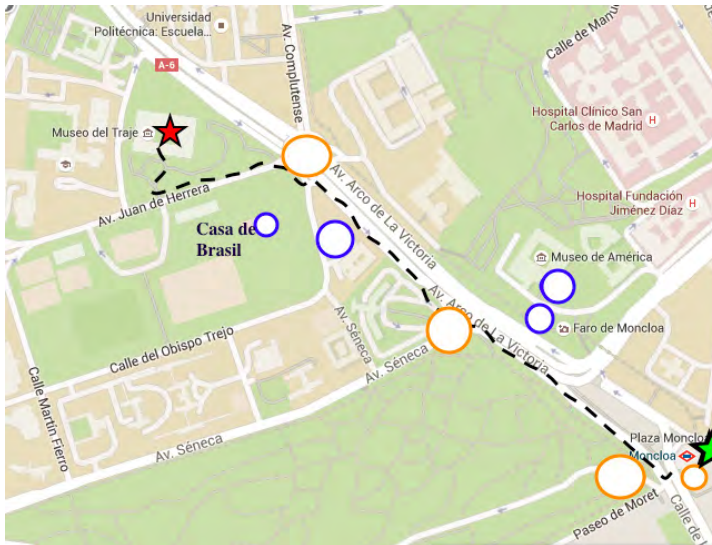 Universidad
Politécnica: Escuela...
Av. Complutense
Calle de Manu
A-6
Museo del Traje
Hospital Clínico San
Carlos de Madrid
H
Av. Juan de Herrera
Av. Arco de La Victoria
Hospital Fundación
Jiménez Díaz
H
Casa de
Brasil
Museo de América
Av. Arco de La Victoria
Faro de Moncloa
Calle del Obispo Trejo
Av. Séneca
Av. Séneca
Calle Martín Fierro
Av. Séneca
Plaza Moncloa
Moncloa
Paseo de Moret
Calle de